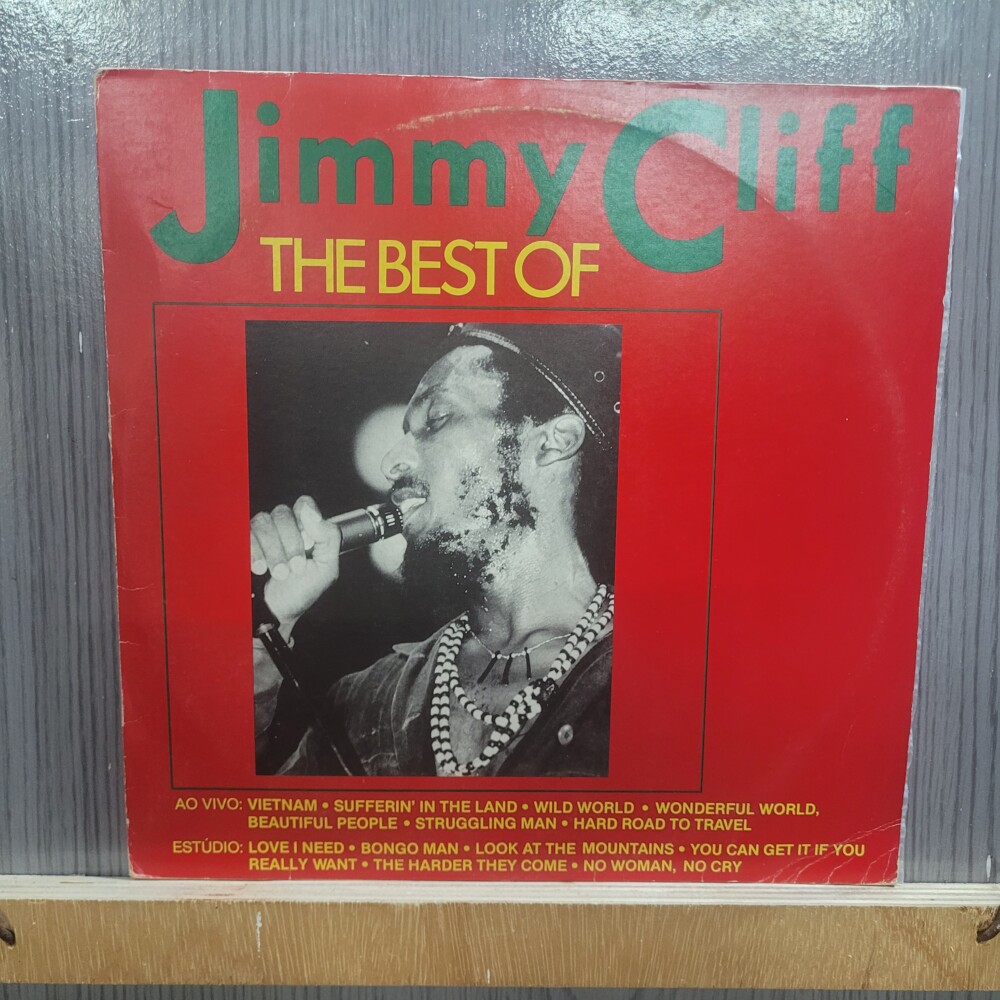 Jimmy Cliff
THE BEST OF
AO VIVO: VIETNAM • SUFFERIN' IN THE LAND • WILD WORLD • WONDERFUL WORLD,
BEAUTIFUL PEOPLE • STRUGGLING MAN • HARD ROAD TO TRAVEL
ESTÚDIO: LOVE I NEED • BONGO MAN • LOOK AT THE MOUNTAINS • YOU CAN GET IT IF YOU
REALLY WANT • THE HARDER THEY COME • NO WOMAN, NO CRY